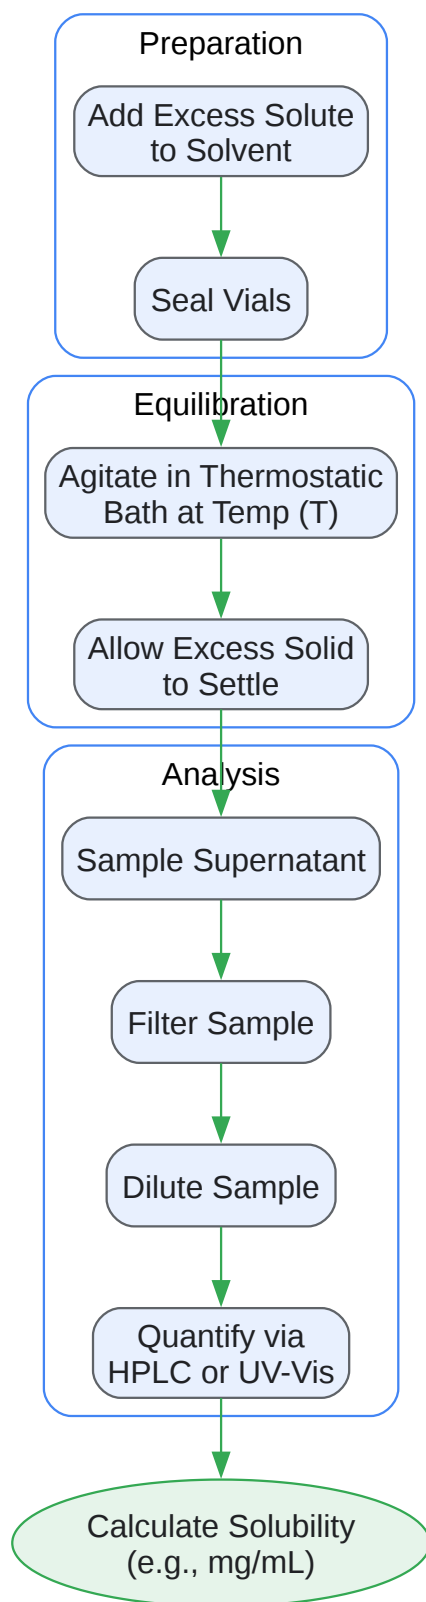 Preparation
Add Excess Solute
to Solvent
Seal Vials
Equilibration
Agitate in Thermostatic
Bath at Temp (T)
Allow Excess Solid
to Settle
Analysis
Sample Supernatant
Filter Sample
Dilute Sample
Quantify via
HPLC or UV-Vis
Calculate Solubility
(e.g., mg/mL)